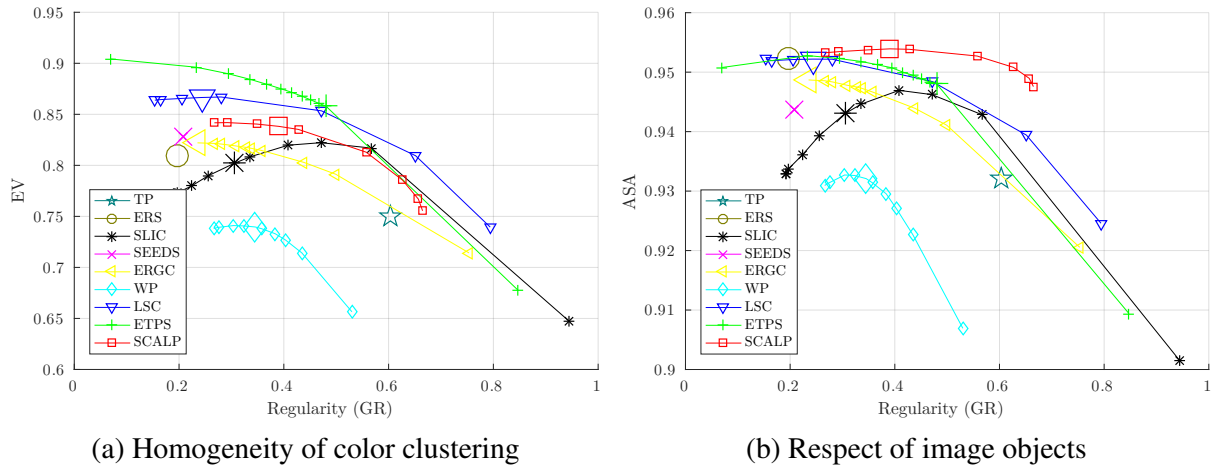 0.95
0.9
0.85
0.8
0.75
0.7
0.65
0.6
EV
TP
ERS
SLIC
SEEDS
ERGC
WP
LSC
ETPS
SCALP
0 0.2 0.4 0.6 0.8 1
Regularity (GR)
(a) Homogeneity of color clustering
0.96
0.95
0.94
0.93
0.92
0.91
0.9
ASA
TP
ERS
SLIC
SEEDS
ERGC
WP
LSC
ETPS
SCALP
0 0.2 0.4 0.6 0.8 1
Regularity (GR)
(b) Respect of image objects